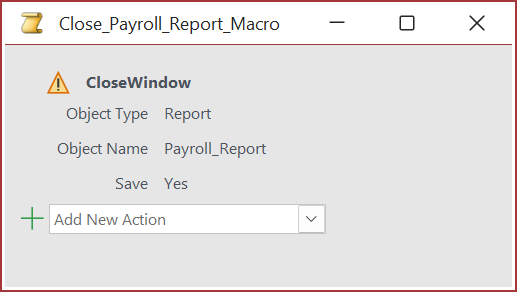 Close_Payroll_Report_Macro
CloseWindow
Object Type Report
Object Name Payroll_Report
Save Yes
Add New Action